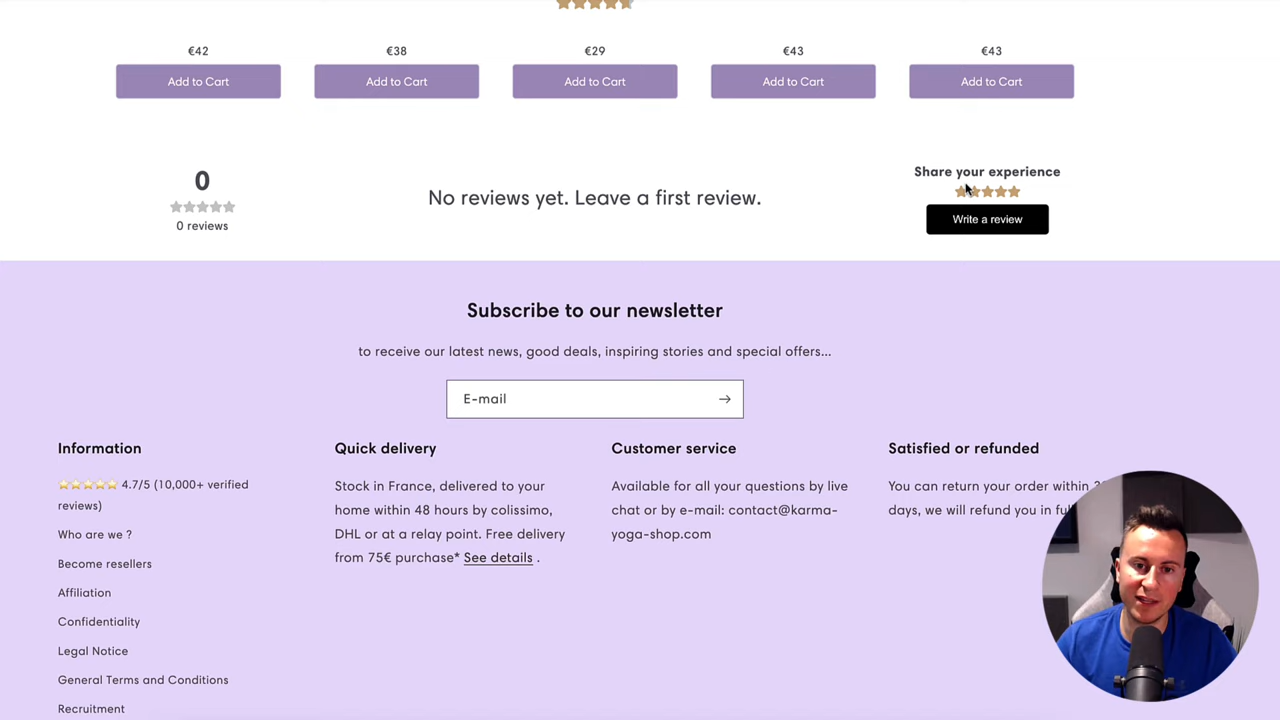 €42 €38 €29 €43 €43
Add to Cart Add to Cart Add to Cart Add to Cart Add to Cart
0
0 reviews
No reviews yet. Leave a first review.
Share your experience
Write a review
Subscribe to our newsletter
to receive our latest news, good deals, inspiring stories and special offers...
E-mail
Information
4.7/5 (10,000+ verified
reviews)
Who are we ?
Become resellers
Affiliation
Confidentiality
Legal Notice
General Terms and Conditions
Recruitment
Quick delivery
Stock in France, delivered to your
home within 48 hours by colissimo,
DHL or at a relay point. Free delivery
from 75€ purchase* See details .
Customer service
Available for all your questions by live
chat or by e-mail: contact@karma-
yoga-shop.com
Satisfied or refunded
You can return your order within
days, we will refund you in